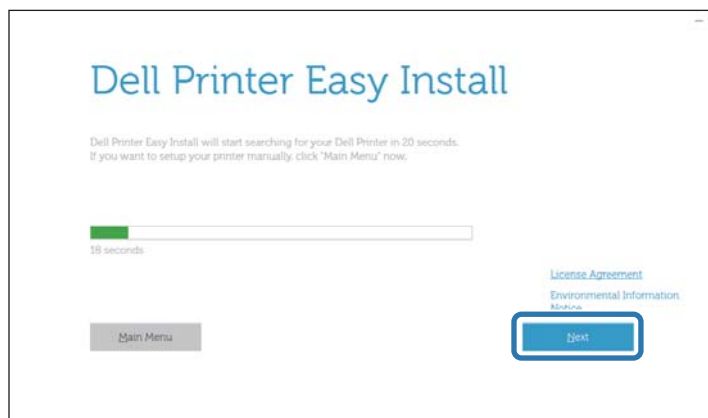 Dell Printer Easy Install
Dell Printer Easy Install will start searching for your Dell Printer in 20 seconds.
If you want to setup your printer manually, click "Main Menu" now.
18 seconds
License Agreement
Environmental Information
Notice
Main Menu
Next